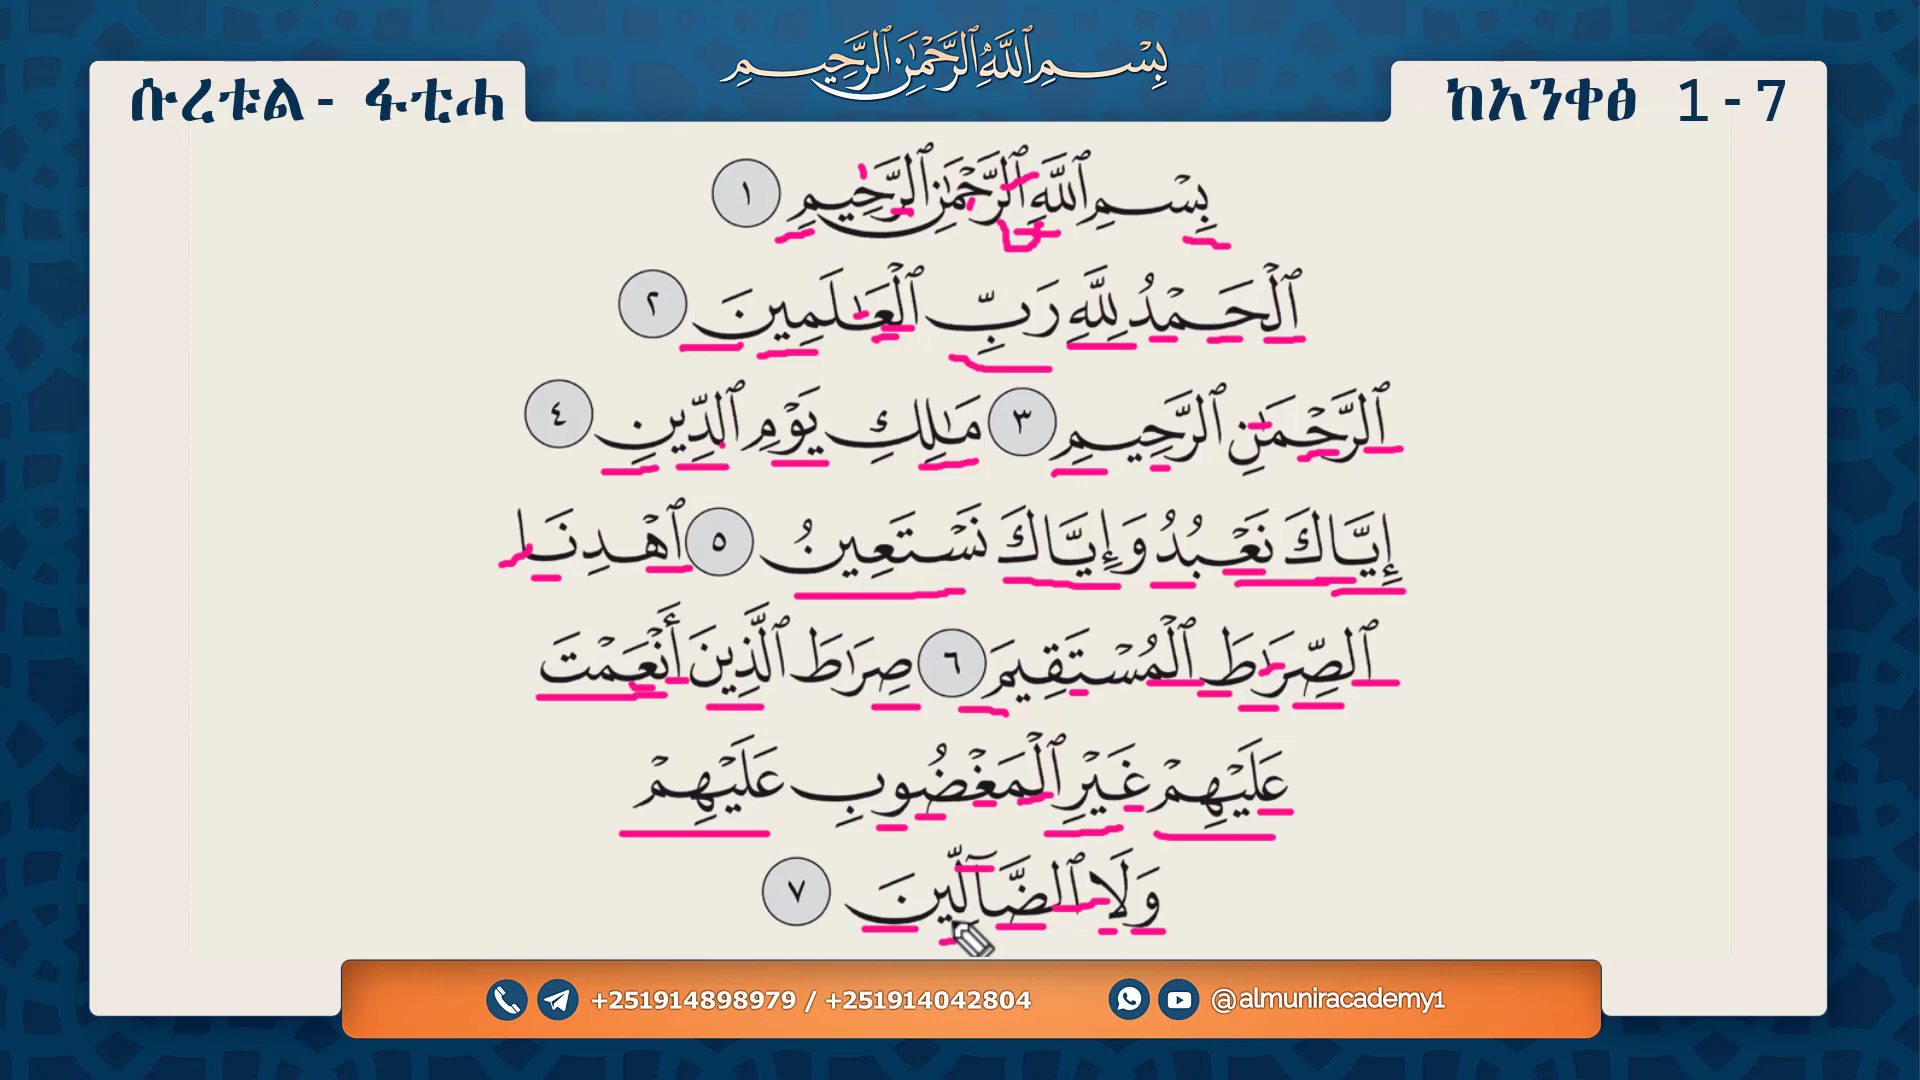 بِسْمِ ٱللَّهِ ٱلرَّحْمَٰنِ ٱلرَّحِيمِ
ሱረቱል - ፋቲሓ
ከአንቀፅ 1 - 7
بِسْمِ ٱللَّهِ ٱلرَّحْمَٰنِ ٱلرَّحِيمِ ١
ٱلْحَمْدُ لِلَّهِ رَبِّ ٱلْعَٰلَمِينَ ٢
ٱلرَّحْمَٰنِ ٱلرَّحِيمِ ٣ مَٰلِكِ يَوْمِ ٱلدِّينِ ٤
إِيَّاكَ نَعْبُدُ وَإِيَّاكَ نَسْتَعِينُ ٥ ٱهْدِنَا
ٱلصِّرَٰطَ ٱلْمُسْتَقِيمَ ٦ صِرَٰطَ ٱلَّذِينَ أَنْعَمْتَ
عَلَيْهِمْ غَيْرِ ٱلْمَغْضُوبِ عَلَيْهِمْ
وَلَا ٱلضَّآلِّينَ ٧
+251914898979 / +251914042804
@almuniracademy1